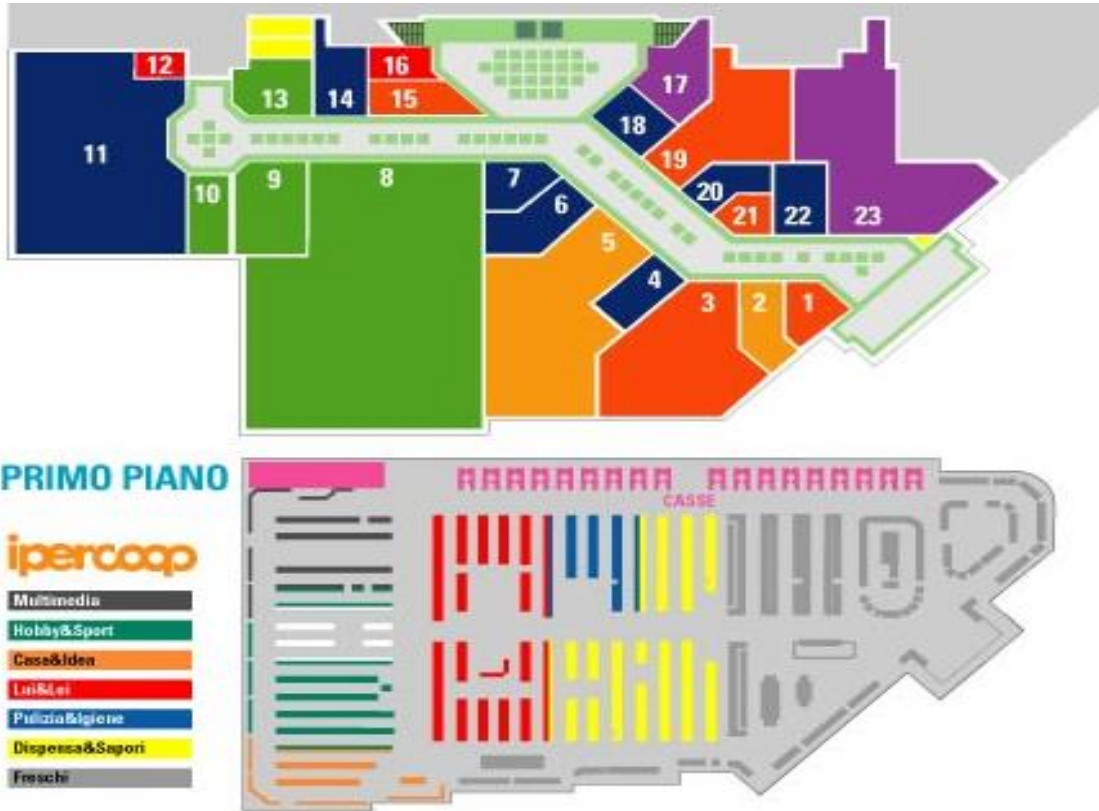 12
16
17
13
14
15
18
11
19
7
8
9
10
20
6
21
22
23
5
4
3
2
1
PRIMO PIANO
CASSE
ipercoop
Multimedia
Hobby&Sport
Casa&Idea
Lui&Lei
Pulizia&Igiene
Dispensa&Sapori
Freschi